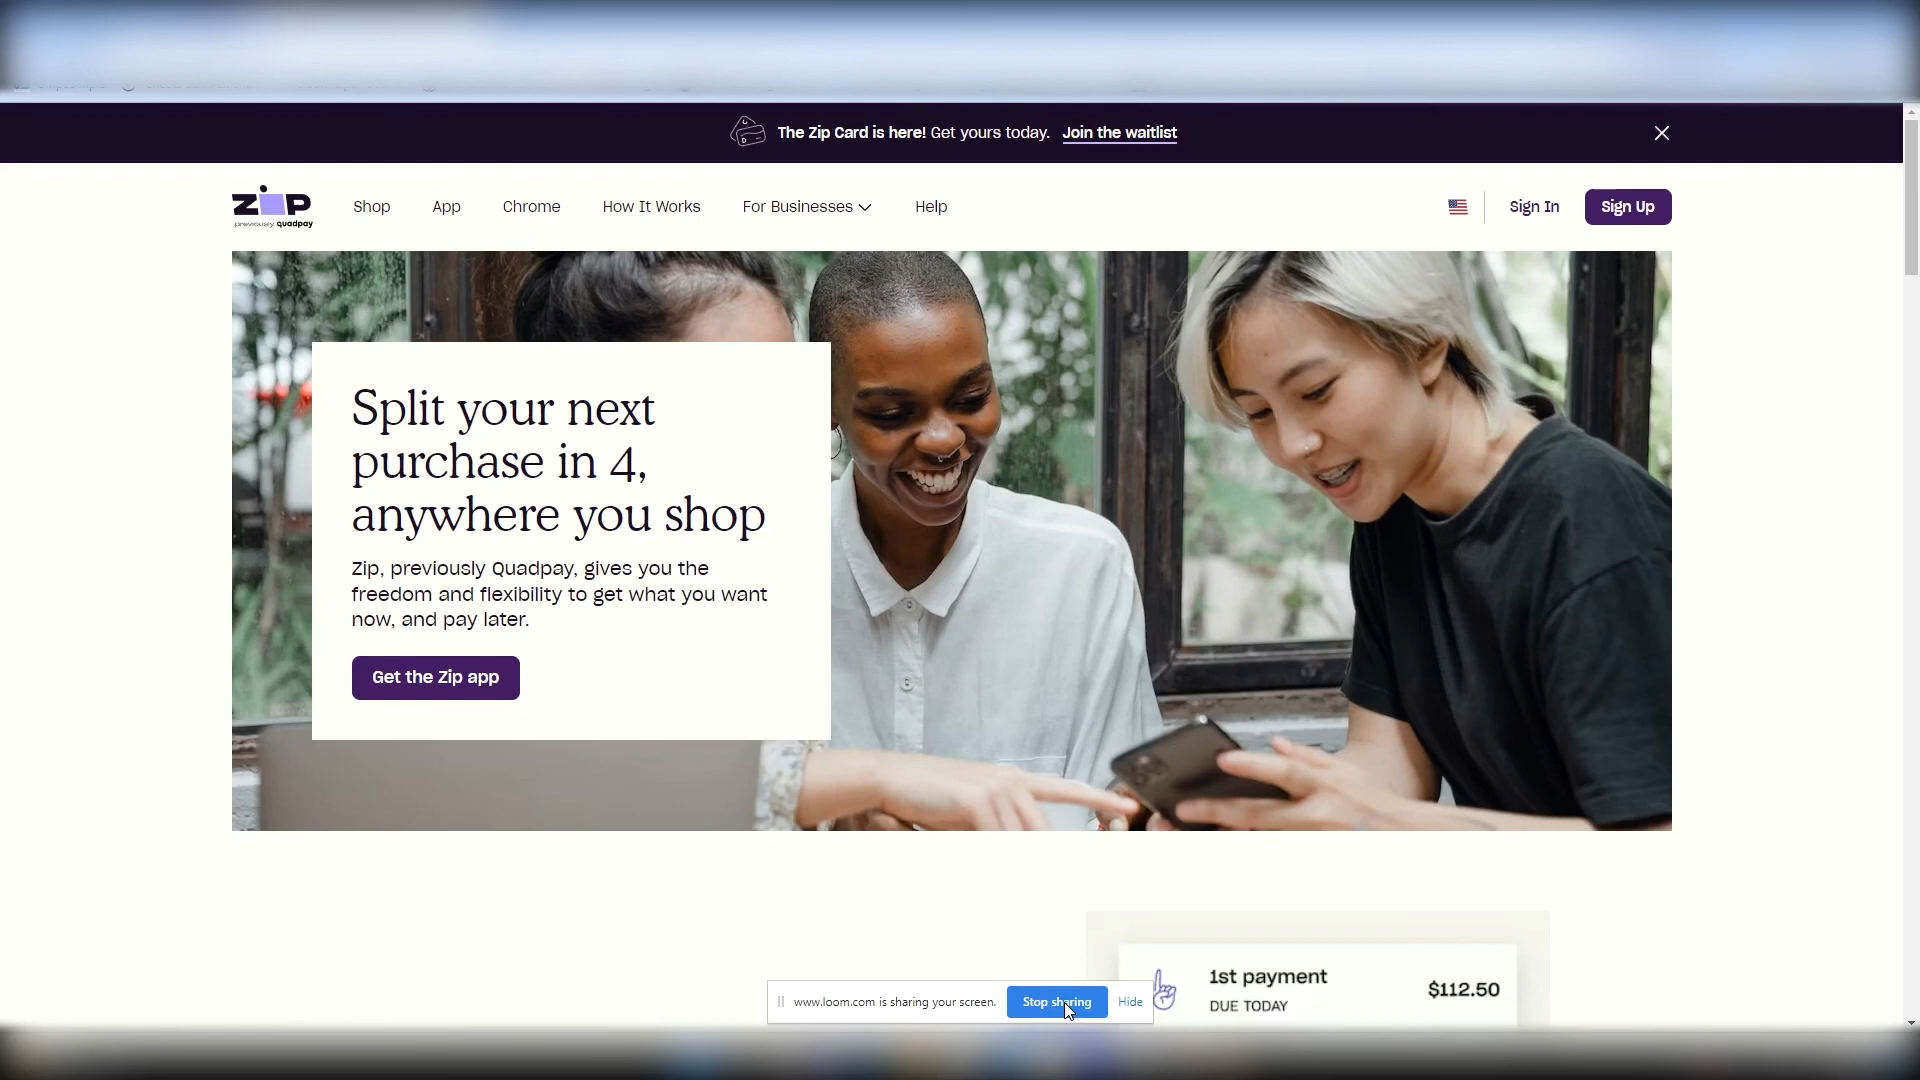 The Zip Card is here! Get yours today. Join the waitlist
zip
previously quadpay
Shop App Chrome How It Works For Businesses Help
Sign In Sign Up
Split your next
purchase in 4,
anywhere you shop
Zip, previously Quadpay, gives you the
freedom and flexibility to get what you want
now, and pay later.
Get the Zip app
1st payment
$112.50
DUE TODAY
www.loom.com is sharing your screen. Stop sharing Hide